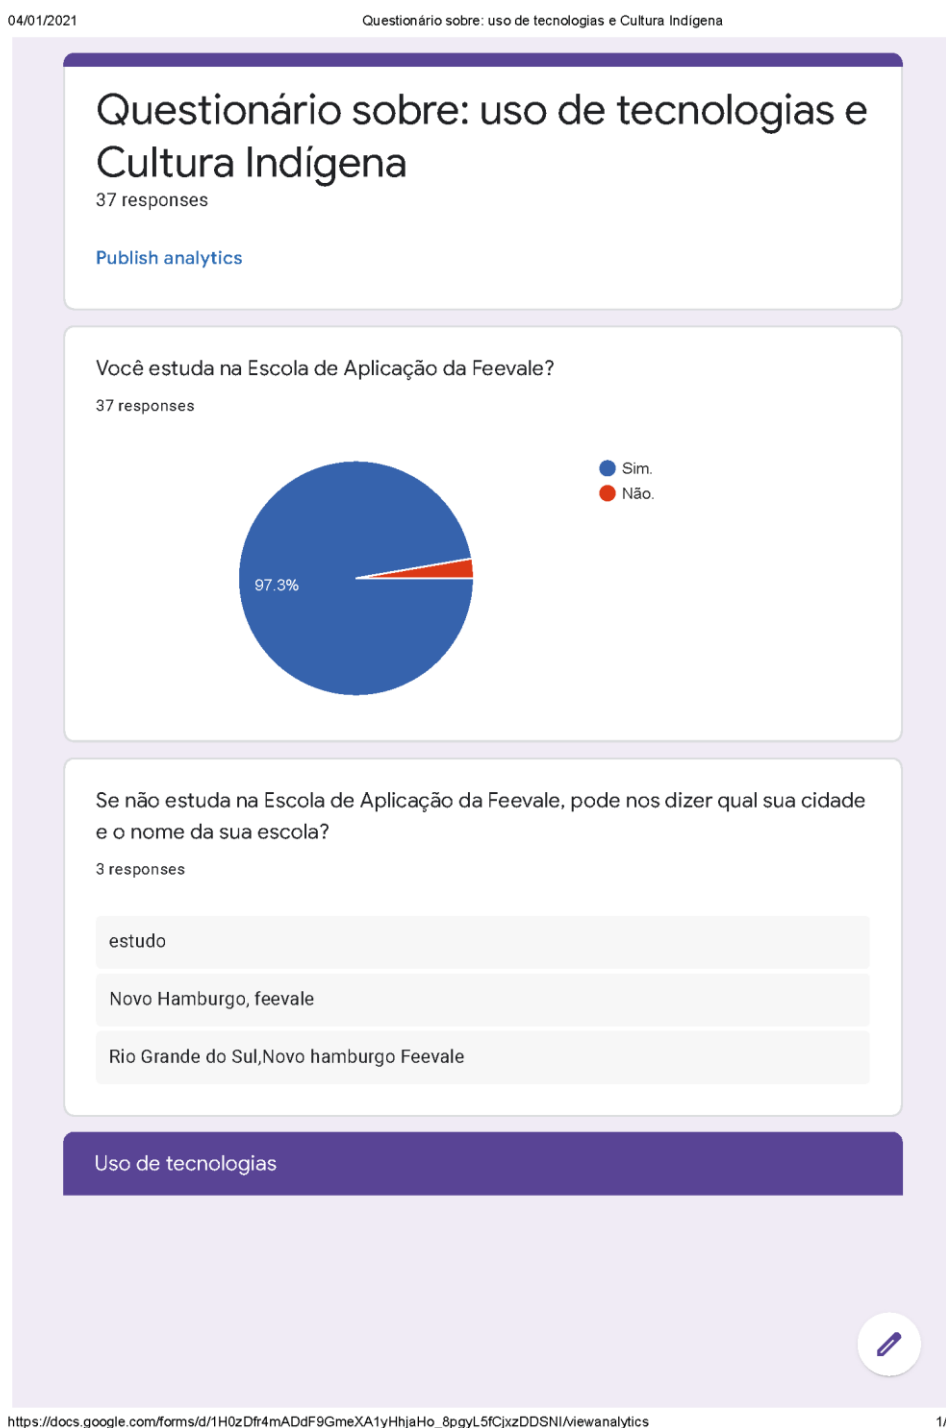 04/01/2021
Questionário sobre: uso de tecnologias e Cultura Indígena
Questionário sobre: uso de tecnologias e
Cultura Indígena
37 responses
Publish analytics
Você estuda na Escola de Aplicação da Feevale?
37 responses
Sim.
Não.
97.3%
Se não estuda na Escola de Aplicação da Feevale, pode nos dizer qual sua cidade
e o nome da sua escola?
3 responses
estudo
Novo Hamburgo, feevale
Rio Grande do Sul,Novo hamburgo Feevale
Uso de tecnologias
https://docs.google.com/forms/d/1H0zDfr4mADdF9GmeXA1yHhjaHo_8pgyL5fCjxzDDSNI/viewanalytics
1/